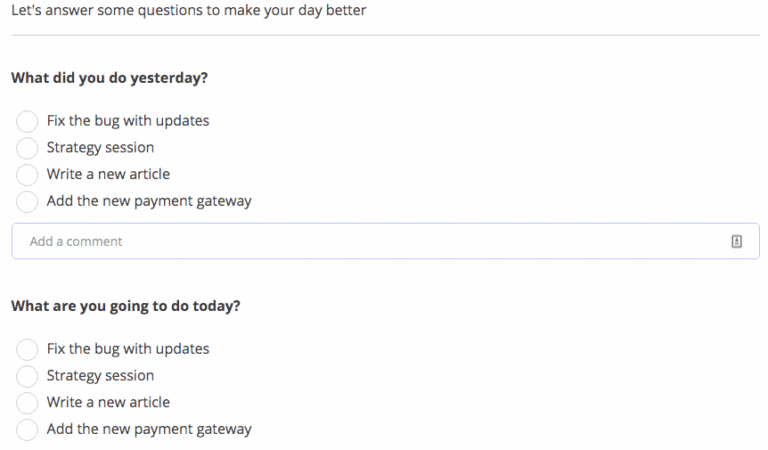 Let's answer some questions to make your day better
What did you do yesterday?
Fix the bug with updates
Strategy session
Write a new article
Add the new payment gateway
Add a comment
What are you going to do today?
Fix the bug with updates
Strategy session
Write a new article
Add the new payment gateway